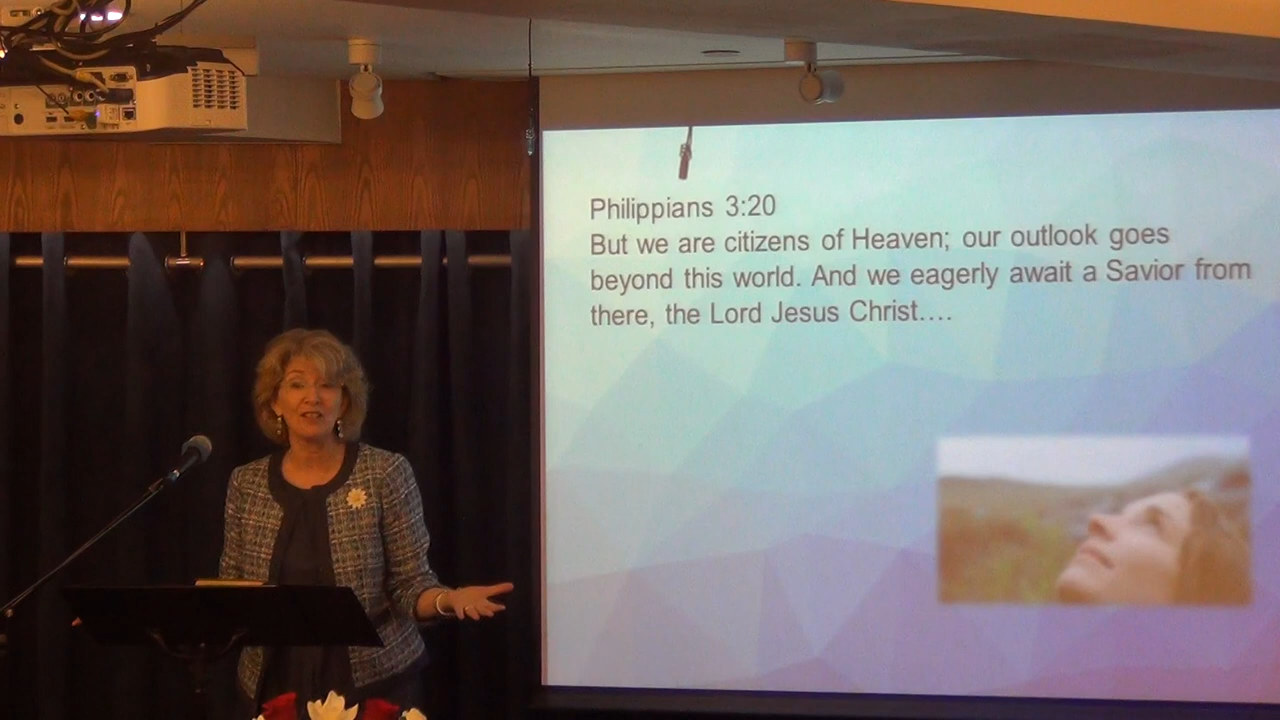 Philippians 3:20
But we are citizens of Heaven; our outlook goes
beyond this world. And we eagerly await a Savior from
there, the Lord Jesus Christ….